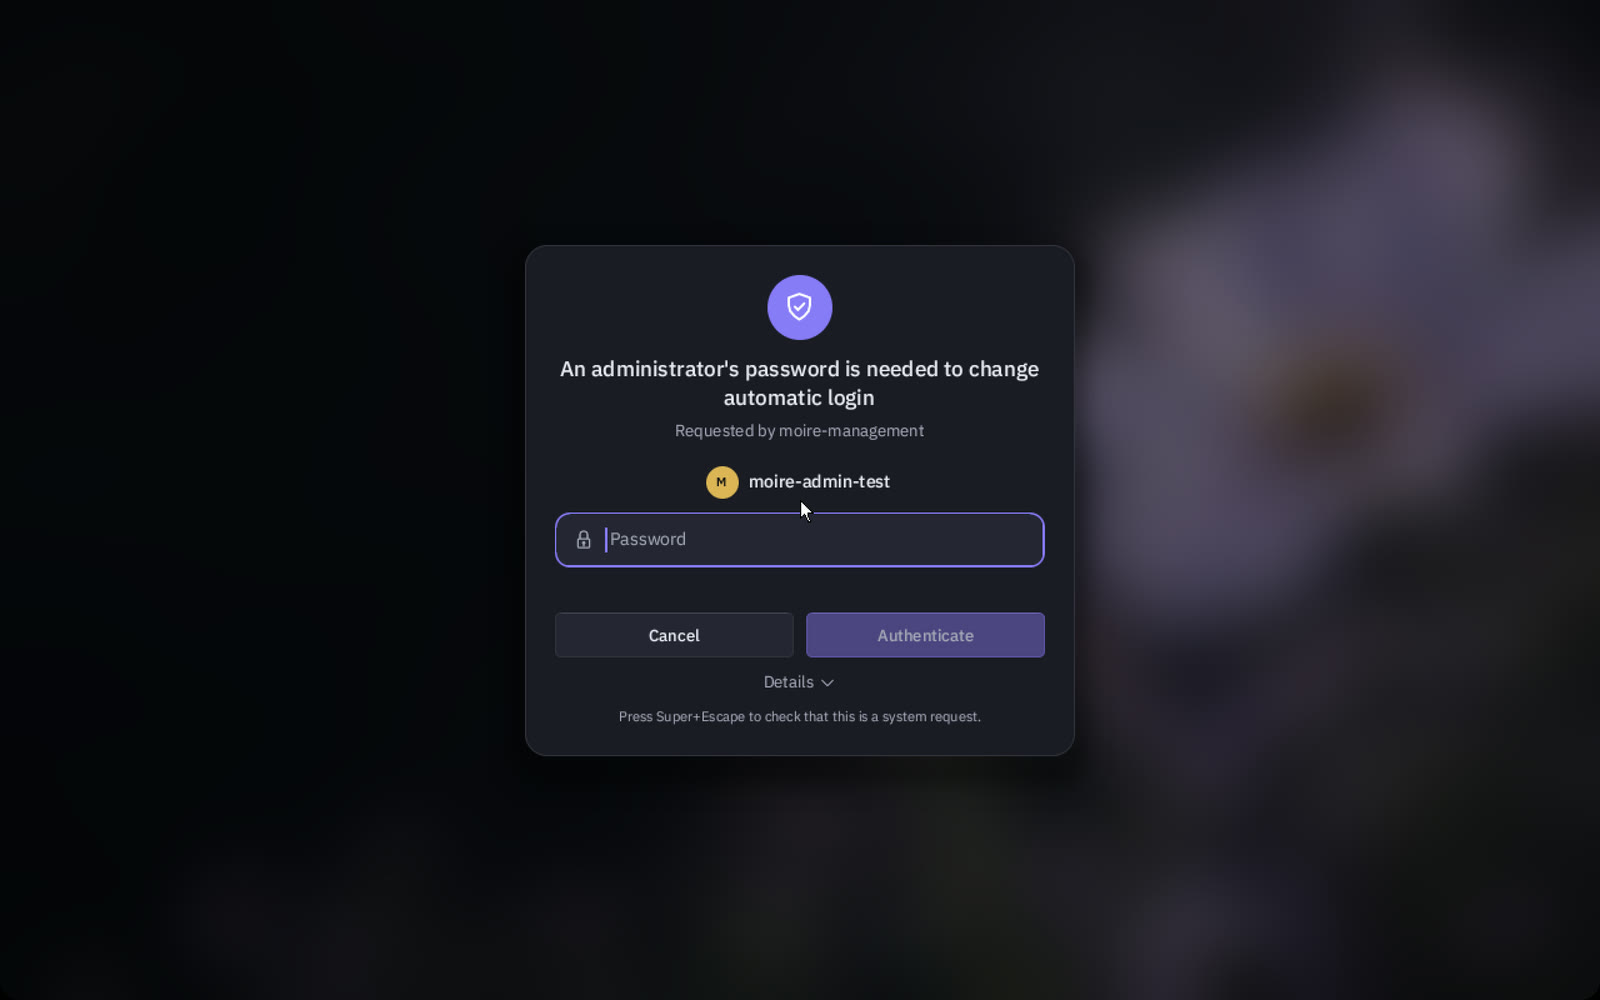 An administrator's password is needed to change
automatic login
Requested by moire-management
M moire-admin-test
Password
Cancel Authenticate
Details
Press Super+Escape to check that this is a system request.